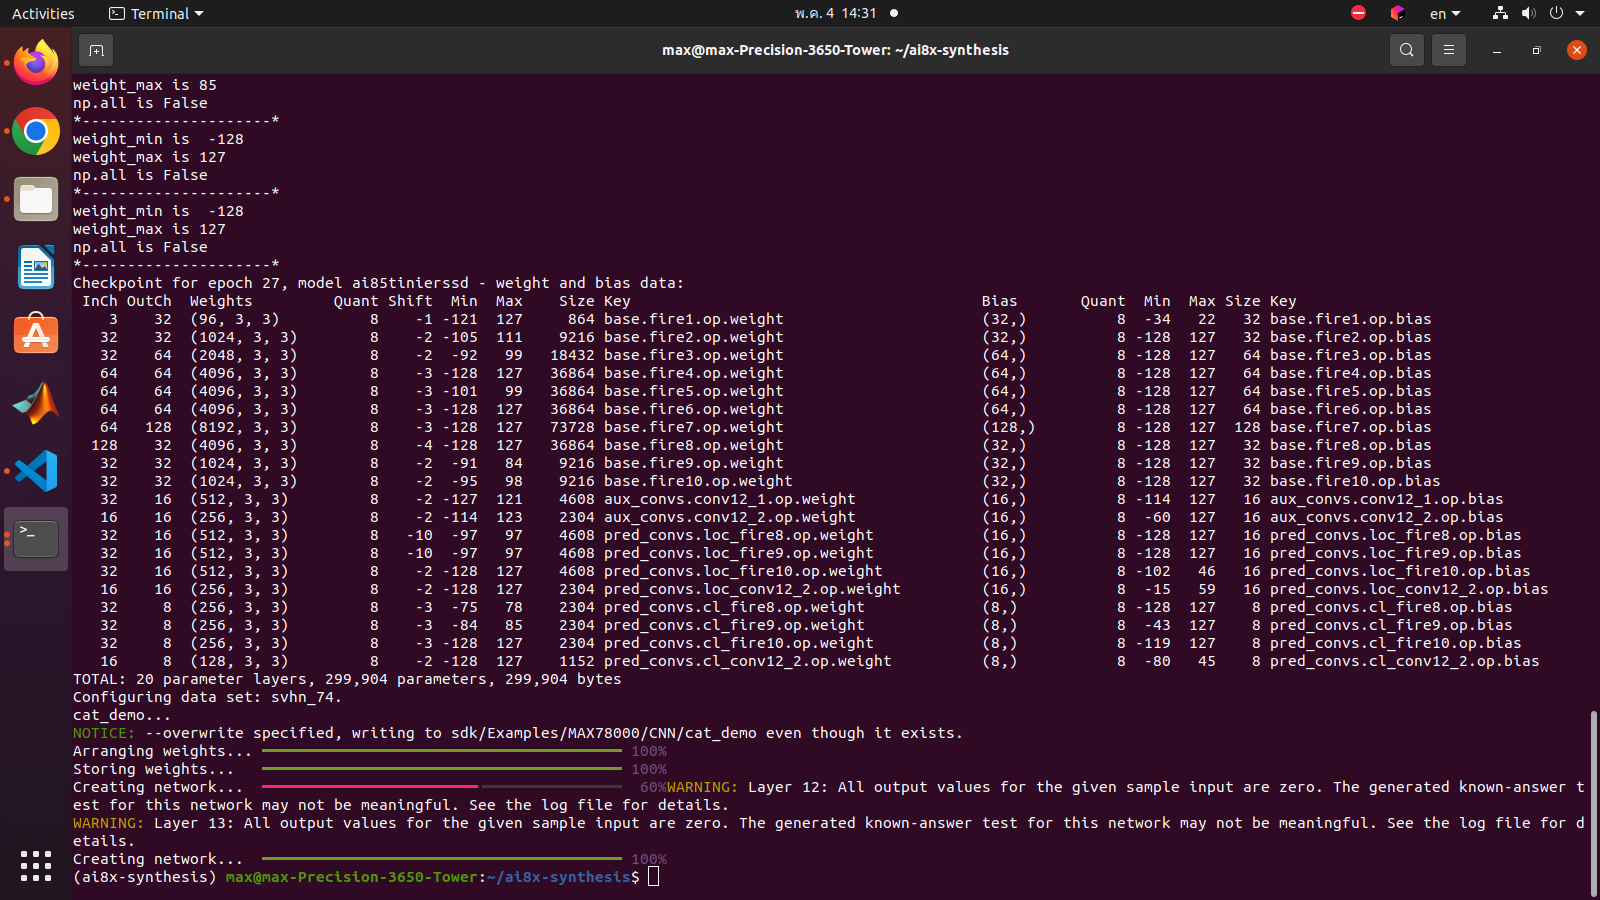 Activities Terminal พ.ค. 4 14:31 en
max@max-Precision-3650-Tower: ~/ai8x-synthesis
weight_max is 85
np.all is False
*---------------------*
weight_min is  -128
weight_max is 127
np.all is False
*---------------------*
weight_min is  -128
weight_max is 127
np.all is False
*---------------------*
Checkpoint for epoch 27, model ai85tinierssd - weight and bias data:
InCh OutCh  Weights         Quant Shift  Min  Max    Size Key                                       Bias       Quant  Min  Max Size Key
3    32  (96, 3, 3)          8    -1 -121  127     864 base.fire1.op.weight                      (32,)          8  -34   22   32 base.fire1.op.bias
32    32  (1024, 3, 3)        8    -2 -105  111    9216 base.fire2.op.weight                      (32,)          8 -128  127   32 base.fire2.op.bias
32    64  (2048, 3, 3)        8    -2  -92   99   18432 base.fire3.op.weight                      (64,)          8 -128  127   64 base.fire3.op.bias
64    64  (4096, 3, 3)        8    -3 -128  127   36864 base.fire4.op.weight                      (64,)          8 -128  127   64 base.fire4.op.bias
64    64  (4096, 3, 3)        8    -3 -101   99   36864 base.fire5.op.weight                      (64,)          8 -128  127   64 base.fire5.op.bias
64    64  (4096, 3, 3)        8    -3 -128  127   36864 base.fire6.op.weight                      (64,)          8 -128  127   64 base.fire6.op.bias
64   128  (8192, 3, 3)        8    -3 -128  127   73728 base.fire7.op.weight                      (128,)         8 -128  127  128 base.fire7.op.bias
128    32  (4096, 3, 3)        8    -4 -128  127   36864 base.fire8.op.weight                      (32,)          8 -128  127   32 base.fire8.op.bias
32    32  (1024, 3, 3)        8    -2  -91   84    9216 base.fire9.op.weight                      (32,)          8 -128  127   32 base.fire9.op.bias
32    32  (1024, 3, 3)        8    -2  -95   98    9216 base.fire10.op.weight                     (32,)          8 -128  127   32 base.fire10.op.bias
32    16  (512, 3, 3)         8    -2 -127  121    4608 aux_convs.conv12_1.op.weight              (16,)          8 -114  127   16 aux_convs.conv12_1.op.bias
16    16  (256, 3, 3)         8    -2 -114  123    2304 aux_convs.conv12_2.op.weight              (16,)          8  -60  127   16 aux_convs.conv12_2.op.bias
32    16  (512, 3, 3)         8   -10  -97   97    4608 pred_convs.loc_fire8.op.weight            (16,)          8 -128  127   16 pred_convs.loc_fire8.op.bias
32    16  (512, 3, 3)         8   -10  -97   97    4608 pred_convs.loc_fire9.op.weight            (16,)          8 -128  127   16 pred_convs.loc_fire9.op.bias
32    16  (512, 3, 3)         8    -2 -128  127    4608 pred_convs.loc_fire10.op.weight           (16,)          8 -102   46   16 pred_convs.loc_fire10.op.bias
16    16  (256, 3, 3)         8    -2 -128  127    2304 pred_convs.loc_conv12_2.op.weight         (16,)          8  -15   59   16 pred_convs.loc_conv12_2.op.bias
32     8  (256, 3, 3)         8    -3  -75   78    2304 pred_convs.cl_fire8.op.weight             (8,)           8 -128  127    8 pred_convs.cl_fire8.op.bias
32     8  (256, 3, 3)         8    -3  -84   85    2304 pred_convs.cl_fire9.op.weight             (8,)           8  -43  127    8 pred_convs.cl_fire9.op.bias
32     8  (256, 3, 3)         8    -3 -128  127    2304 pred_convs.cl_fire10.op.weight            (8,)           8 -119  127    8 pred_convs.cl_fire10.op.bias
16     8  (128, 3, 3)         8    -2 -128  127    1152 pred_convs.cl_conv12_2.op.weight          (8,)           8  -80   45    8 pred_convs.cl_conv12_2.op.bias
TOTAL: 20 parameter layers, 299,904 parameters, 299,904 bytes
Configuring data set: svhn_74.
cat_demo...
NOTICE: --overwrite specified, writing to sdk/Examples/MAX78000/CNN/cat_demo even though it exists.
Arranging weights... 100%
Storing weights... 100%
Creating network... 60%WARNING: Layer 12: All output values for the given sample input are zero. The generated known-answer t
est for this network may not be meaningful. See the log file for details.
WARNING: Layer 13: All output values for the given sample input are zero. The generated known-answer test for this network may not be meaningful. See the log file for d
etails.
Creating network... 100%
(ai8x-synthesis) max@max-Precision-3650-Tower:~/ai8x-synthesis$